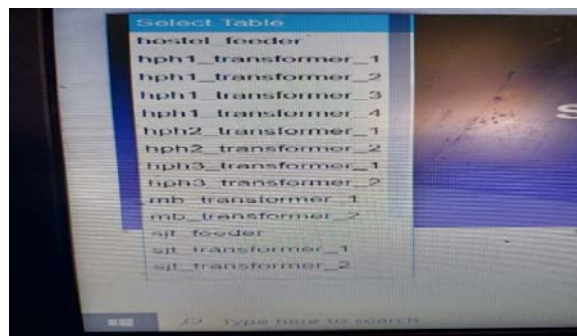 Select Table
hostel_feeder
hph1_transformer_1
hph1_transformer_2
hph1_transformer_3
hph1_transformer_4
hph2_transformer_1
hph2_transformer_2
hph3_transformer_1
hph3_transformer_2
mb_transformer_1
mb_transformer_2
sjt_feeder
sjt_transformer_1
sjt_transformer_2
S
Type here to search